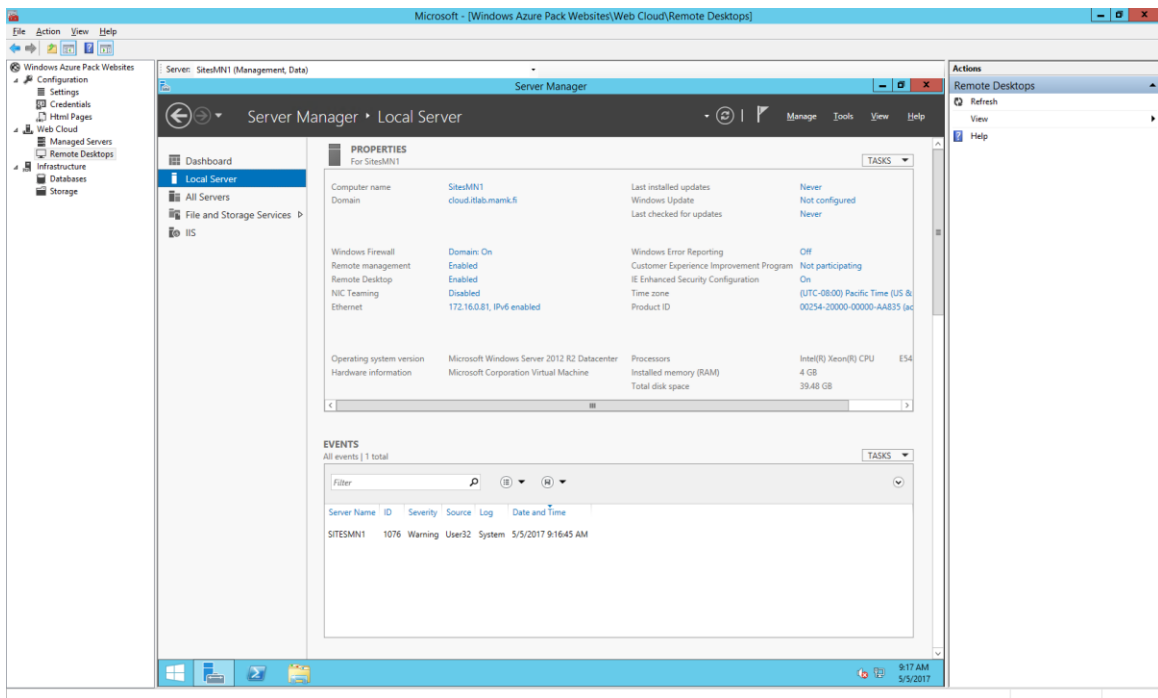 Microsoft - [Windows Azure Pack Websites\Web Cloud\Remote Desktops]
File Action View Help
Windows Azure Pack Websites
Configuration
Settings
Credentials
Html Pages
Web Cloud
Managed Servers
Remote Desktops
Infrastructure
Databases
Storage
Server: SitesMN1 (Management, Data)
Server Manager
Server Manager Local Server
Manage Tools View Help
Dashboard
Local Server
All Servers
File and Storage Services
IIS
PROPERTIES
For SitesMN1
TASKS
Computer name SitesMN1 Last installed updates Never
Domain cloud.itlab.mamk.fi Windows Update Not configured
Last checked for updates Never
Windows Firewall Domain: On Windows Error Reporting Off
Remote management Enabled Customer Experience Improvement Program Not participating
Remote Desktop Enabled IE Enhanced Security Configuration On
NIC Teaming Disabled Time zone (UTC-08:00) Pacific Time (US &
Ethernet 172.16.0.81, IPv6 enabled Product ID 00254-20000-00000-AA835 (ac
Operating system version Microsoft Windows Server 2012 R2 Datacenter Processors Intel(R) Xeon(R) CPU E54
Hardware information Microsoft Corporation Virtual Machine Installed memory (RAM) 4 GB
Total disk space 39.48 GB
EVENTS
All events | 1 total
TASKS
Filter
Server Name ID Severity Source Log Date and Time
SITESMN1 1076 Warning User32 System 5/5/2017 9:16:45 AM
9:17 AM
5/5/2017
Actions
Remote Desktops
Refresh
View
Help